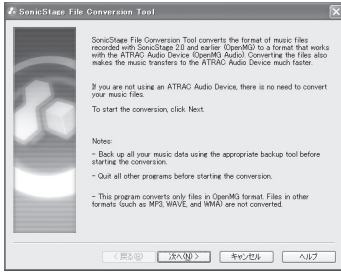 SonicStage File Conversion Tool
SonicStage File Conversion Tool converts the format of music files
recorded with SonicStage 2.0 and earlier (OpenMG) to a format that works
with the ATRAC Audio Device (OpenMG Audio). Converting the files also
makes the music transfers to the ATRAC Audio Device much faster.
If you are not using an ATRAC Audio Device, there is no need to convert
your music files.
To start the conversion, click Next.
Notes:
- Back up all your music data using the appropriate backup tool before
starting the conversion.
- Quit all other programs before starting the conversion.
- This program converts only files in OpenMG format. Files in other
formats (such as MP3, WAVE, and WMA) are not converted.
< 戻る(B) 次へ(N) > キャンセル ヘルプ